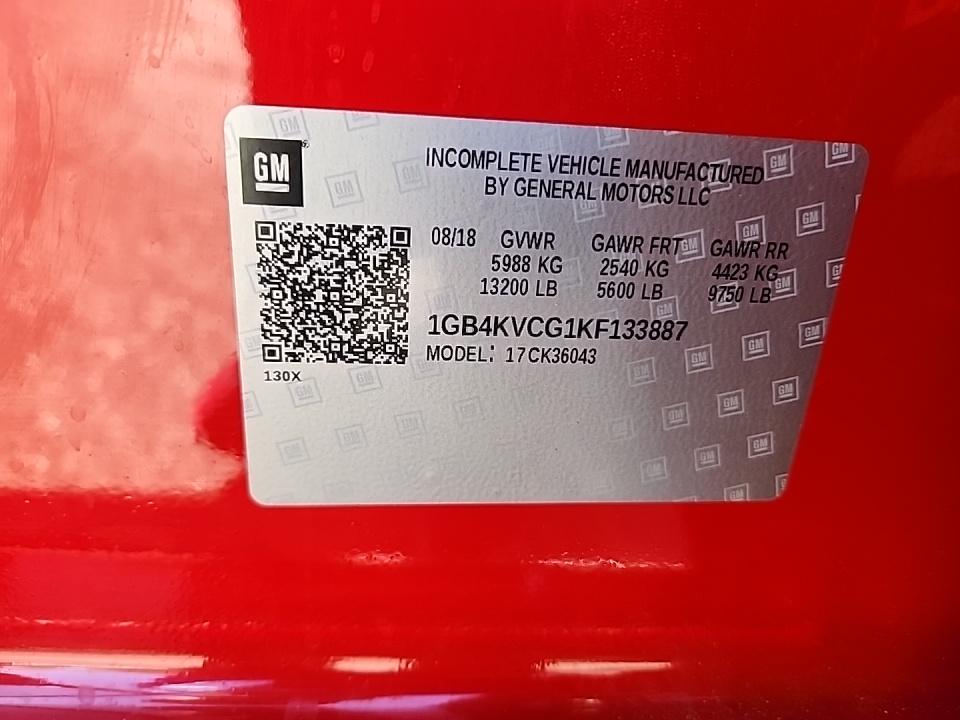 GM
INCOMPLETE VEHICLE MANUFACTURED
BY GENERAL MOTORS LLC
08/18 GVWR GAWR FRT GAWR RR
5988 KG 2540 KG 4423 KG
13200 LB 5600 LB 9750 LB
1GB4KVCG1KF133887
MODEL: 17CK36043
130X